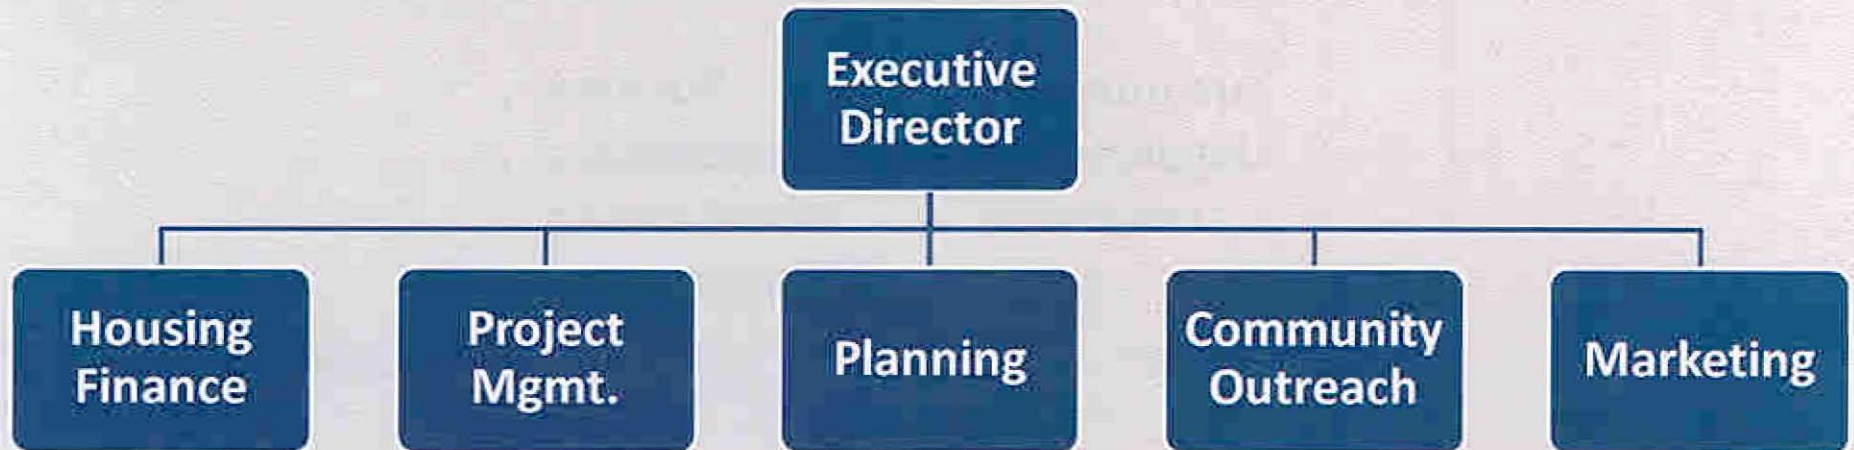 Executive
Director
Housing
Finance
Project
Mgmt.
Planning
Community
Outreach
Marketing